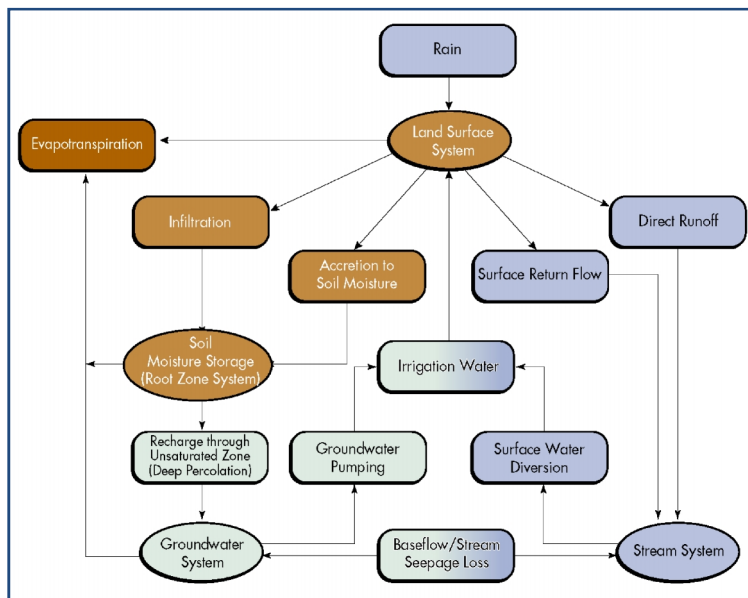 Rain
Land Surface
System
Evapotranspiration
Infiltration
Direct Runoff
Accretion to
Soil Moisture
Surface Return Flow
Soil
Moisture Storage
(Root Zone System)
Irrigation Water
Recharge through
Unsaturated Zone
(Deep Percolation)
Groundwater
Pumping
Surface Water
Diversion
Groundwater
System
Baseflow/Stream
Seepage Loss
Stream System